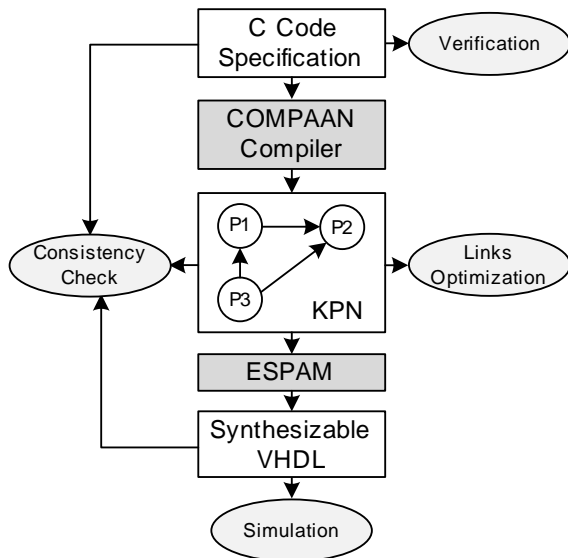 C Code
Specification
Verification
COMPAAN
Compiler
P1
P2
P3
KPN
Consistency
Check
Links
Optimization
ESPAM
Synthesizable
VHDL
Simulation